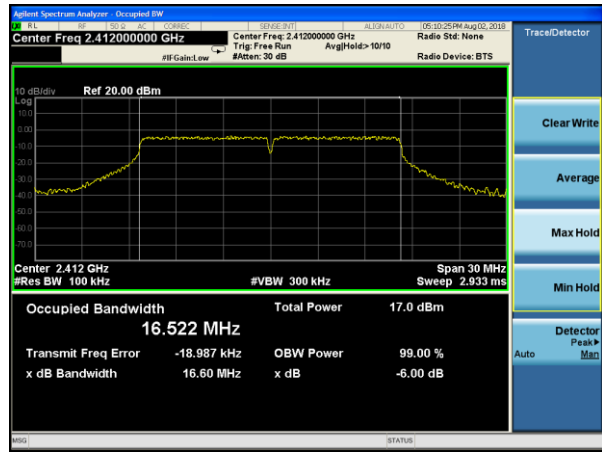 Agilent Spectrum Analyzer - Occupied BW
RL RF 50 Ω AC CORREC SENSE:INT ALIGN AUTO 05:10:25 PM Aug 02, 2018
Center Freq 2.412000000 GHz Center Freq: 2.412000000 GHz Radio Std: None Trace/Detector
Trig: Free Run Avg|Hold:>10/10
#IFGain:Low #Atten: 30 dB Radio Device: BTS
10 dB/div Ref 20.00 dBm
Log
10.0
0.00
-10.0
-20.0
-30.0
-40.0
-50.0
-60.0
-70.0
Clear Write
Average
Max Hold
Min Hold
Detector
Peak▶
Auto Man
Center 2.412 GHz Span 30 MHz
#Res BW 100 kHz #VBW 300 kHz Sweep 2.933 ms
Occupied Bandwidth Total Power 17.0 dBm
16.522 MHz
Transmit Freq Error -18.987 kHz OBW Power 99.00 %
x dB Bandwidth 16.60 MHz x dB -6.00 dB
MSG STATUS